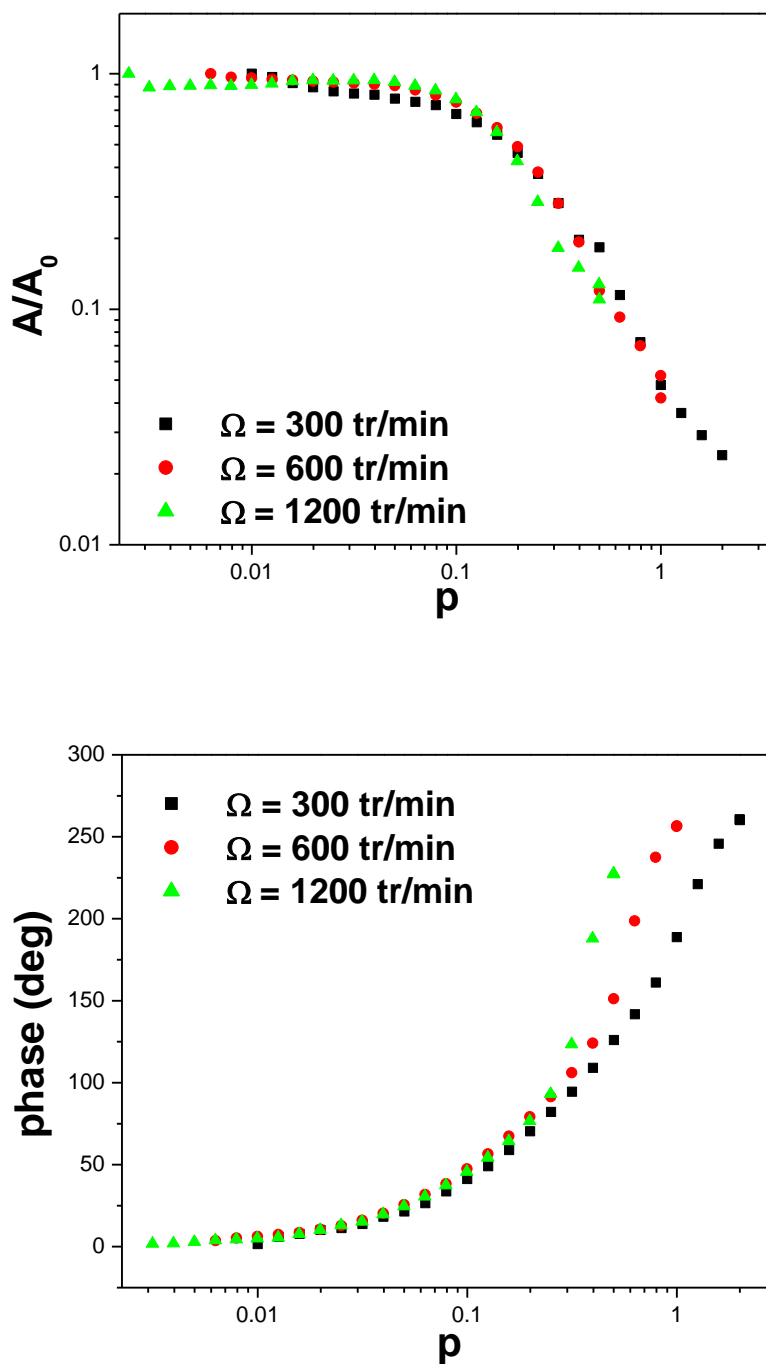 1
A/A0
0.1
Ω = 300 tr/min
Ω = 600 tr/min
Ω = 1200 tr/min
0.01
0.01 0.1 1
p
300
Ω = 300 tr/min
250
Ω = 600 tr/min
Ω = 1200 tr/min
200
150
phase (deg)
100
50
0
0.01 0.1 1
p